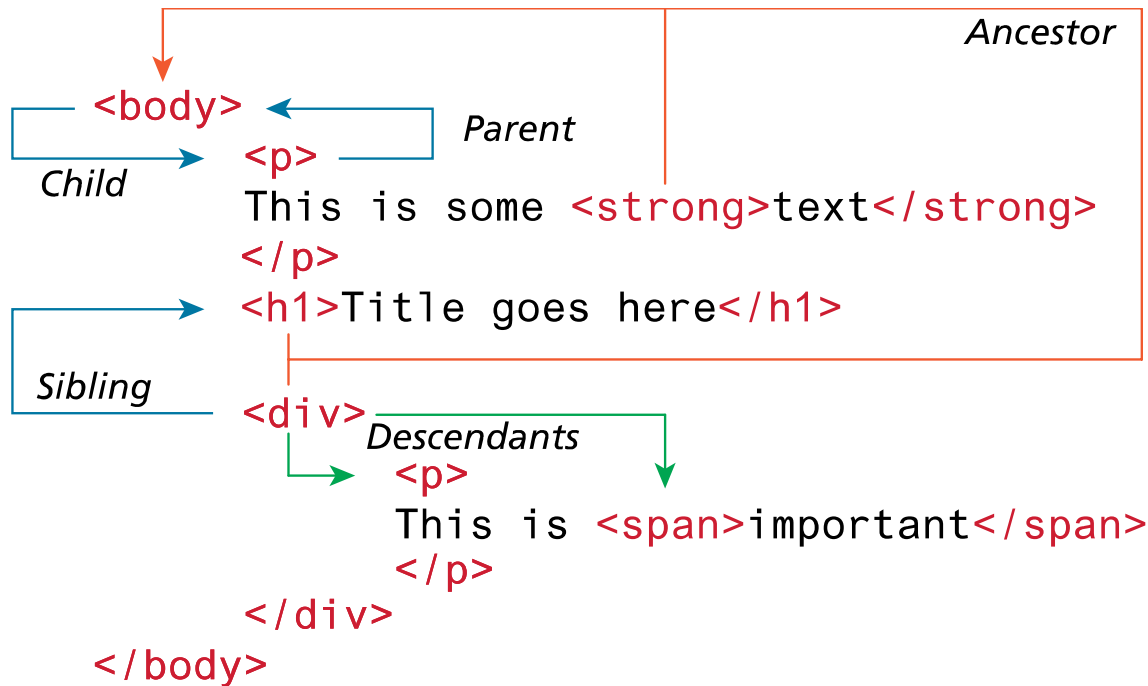 Ancestor
<body>
Parent
<p>
Child
This is some <strong>text</strong>
</p>
<h1>Title goes here</h1>
Sibling
<div>
Descendants
<p>
This is <span>important</span>
</p>
</div>
</body>